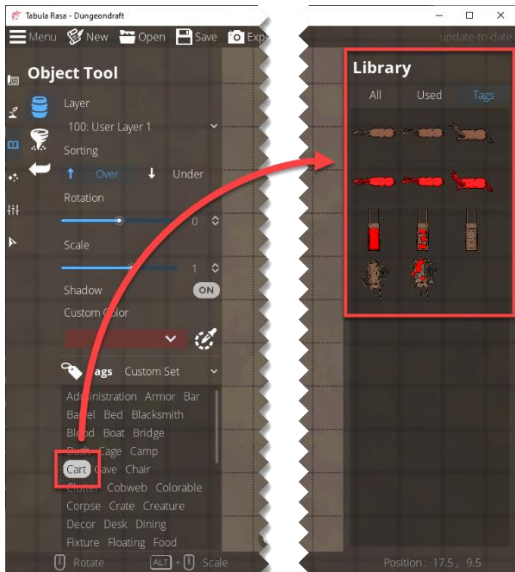 Tabula Rasa - Dungeondraft
Menu New Open Save Exp
update-to-date
Object Tool
Layer
100: User Layer 1
Sorting
Over Under
Rotation
0
Scale
1
Shadow
ON
Custom Color
Tags Custom Set
Administration Armor Bar
Barrel Bed Blacksmith
Blood Boat Bridge
Cage Camp
Cart Cave Chair
Clutter Cobweb Colorable
Corpse Crate Creature
Decor Desk Dining
Fixture Floating Food
Rotate ALT + Scale
Library
All Used Tags
Position: 17.5, 9.5